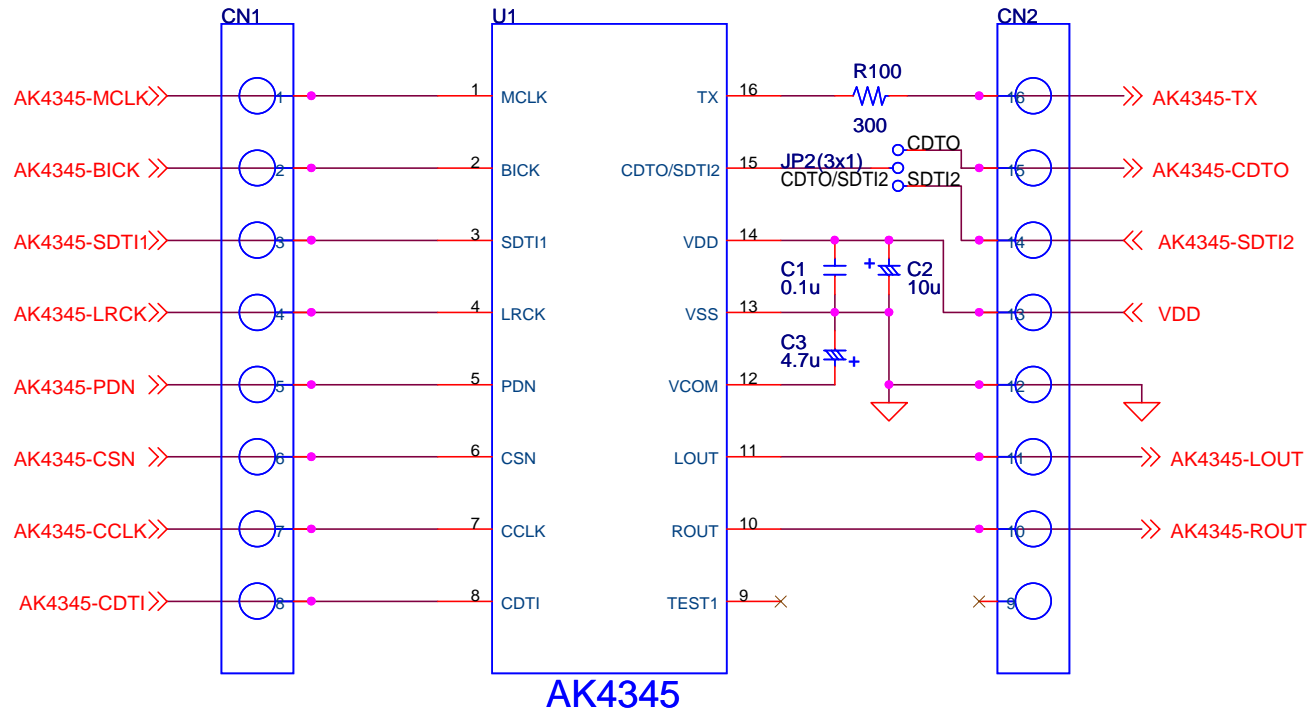 CN1 U1 CN2
AK4345-MCLK 1 1 MCLK TX 16 R100 300 16 AK4345-TX
AK4345-BICK 2 2 BICK CDTO/SDTI2 15 JP2(3x1) CDTO 15 AK4345-CDTO
CDTO/SDTI2 SDTI2
AK4345-SDTI1 3 3 SDTI1 VDD 14 14 AK4345-SDTI2
C1 0.1u + C2 10u
AK4345-LRCK 4 4 LRCK VSS 13 13 VDD
C3 4.7u +
AK4345-PDN 5 5 PDN VCOM 12 12
AK4345-CSN 6 6 CSN LOUT 11 11 AK4345-LOUT
AK4345-CCLK 7 7 CCLK ROUT 10 10 AK4345-ROUT
AK4345-CDTI 8 8 CDTI TEST1 9 9
AK4345